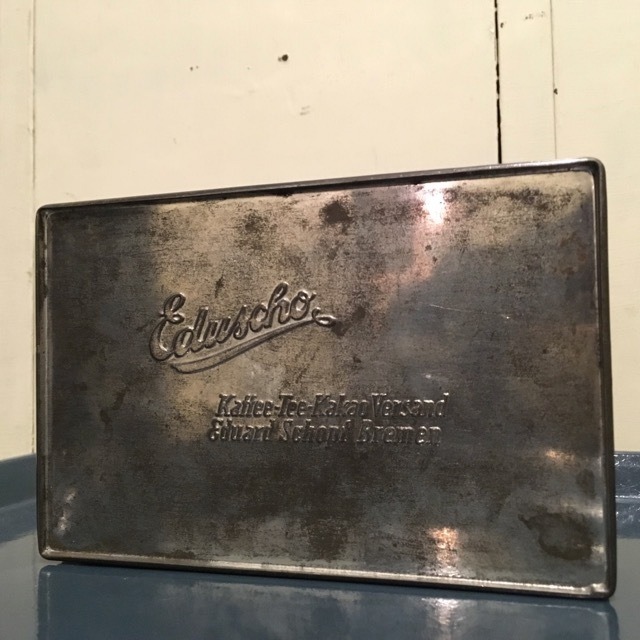 Eduscho
Kaffee-Tee-Kakao Versand
Eduard Schopf Bremen